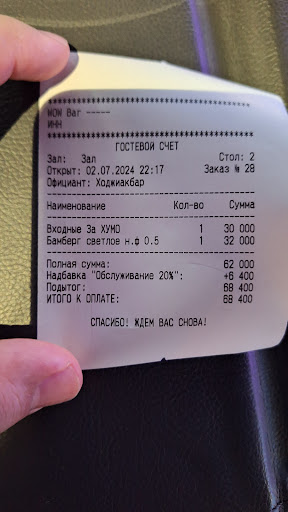 ********************************
WOW Bar -----
ИНН
********************************
ГОСТЕВОЙ СЧЕТ
Зал: Зал Стол: 2
Открыт: 02.07.2024 22:17 Заказ № 28
Официант: Ходжиакбар
Наименование Кол-во Сумма
Входные За ХУМО 1 30 000
Бамберг светлое н.ф 0.5 1 32 000
Полная сумма: 62 000
Надбавка "Обслуживание 20%": +6 400
Подытог: 68 400
ИТОГО К ОПЛАТЕ: 68 400
СПАСИБО! ЖДЕМ ВАС СНОВА!